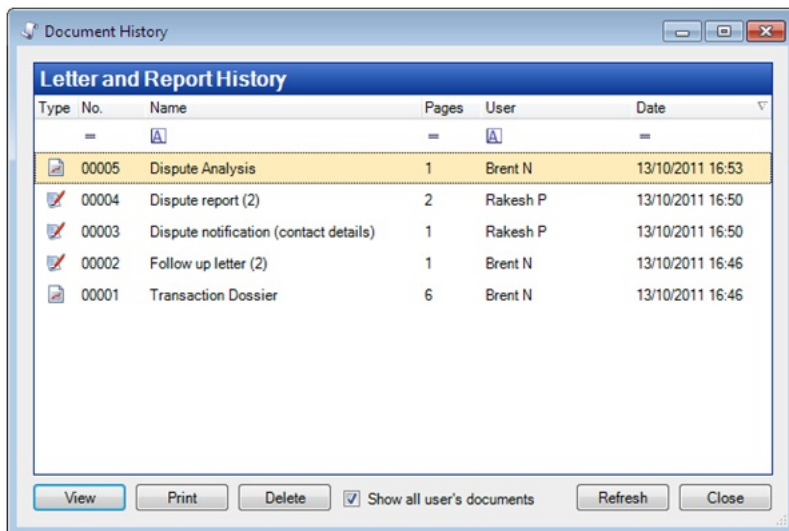 Document History
Letter and Report History
Type No. Name Pages User Date
= A = A =
00005 Dispute Analysis 1 Brent N 13/10/2011 16:53
00004 Dispute report (2) 2 Rakesh P 13/10/2011 16:50
00003 Dispute notification (contact details) 1 Rakesh P 13/10/2011 16:50
00002 Follow up letter (2) 1 Brent N 13/10/2011 16:46
00001 Transaction Dossier 6 Brent N 13/10/2011 16:46
View Print Delete Show all user's documents Refresh Close